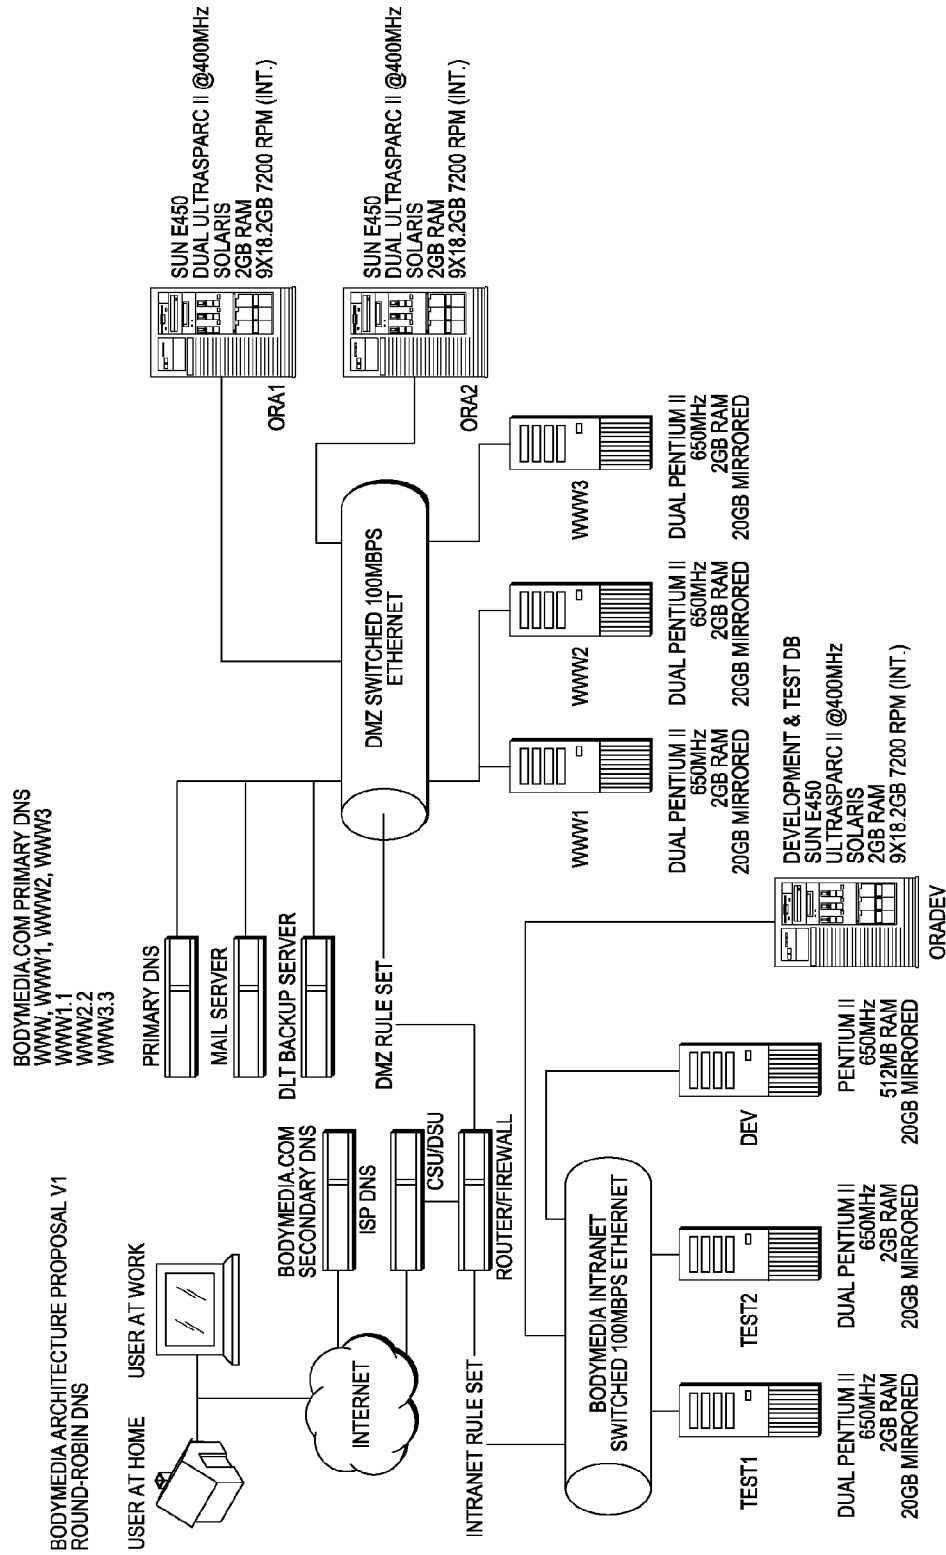 BODYMEDIA ARCHITECTURE PROPOSAL V1
ROUND-ROBIN DNS
BODYMEDIA.COM PRIMARY DNS
WWW, WWW1, WWW2, WWW3
WWW1.1
WWW2.2
WWW3.3
USER AT HOME
USER AT WORK
INTERNET
BODYMEDIA.COM
SECONDARY DNS
ISP DNS
CSU/DSU
ROUTER/FIREWALL
INTRANET RULE SET
DMZ RULE SET
PRIMARY DNS
MAIL SERVER
DLT BACKUP SERVER
DMZ SWITCHED 100MBPS
ETHERNET
ORA1
SUN E450
DUAL ULTRASPARC II @400MHz
SOLARIS
2GB RAM
9X18.2GB 7200 RPM (INT.)
ORA2
SUN E450
DUAL ULTRASPARC II @400MHz
SOLARIS
2GB RAM
9X18.2GB 7200 RPM (INT.)
WWW1
DUAL PENTIUM II
650MHz
2GB RAM
20GB MIRRORED
WWW2
DUAL PENTIUM II
650MHz
2GB RAM
20GB MIRRORED
WWW3
DUAL PENTIUM II
650MHz
2GB RAM
20GB MIRRORED
BODYMEDIA INTRANET
SWITCHED 100MBPS ETHERNET
TEST1
DUAL PENTIUM II
650MHz
2GB RAM
20GB MIRRORED
TEST2
DUAL PENTIUM II
650MHz
2GB RAM
20GB MIRRORED
DEV
PENTIUM II
650MHz
512MB RAM
20GB MIRRORED
DEVELOPMENT & TEST DB
SUN E450
ULTRASPARC II @400MHz
SOLARIS
2GB RAM
9X18.2GB 7200 RPM (INT.)
ORADEV